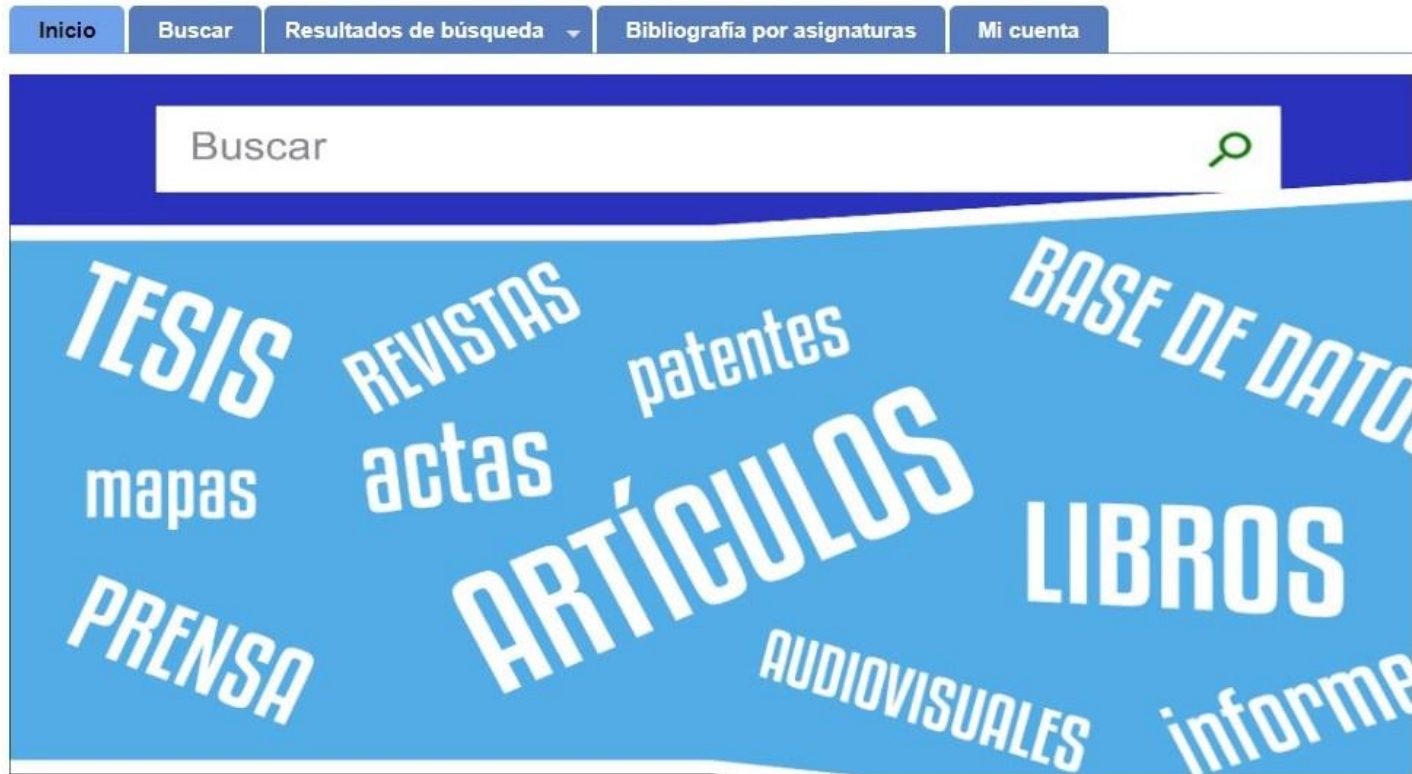 Inicio
Buscar
Resultados de búsqueda
Bibliografía por asignaturas
Mi cuenta
Buscar
TESIS
REVISTAS
patentes
BASE DE DATO
mapas
actas
ARTÍCULOS
LIBROS
PRENSA
AUDIOVISUALES
informe